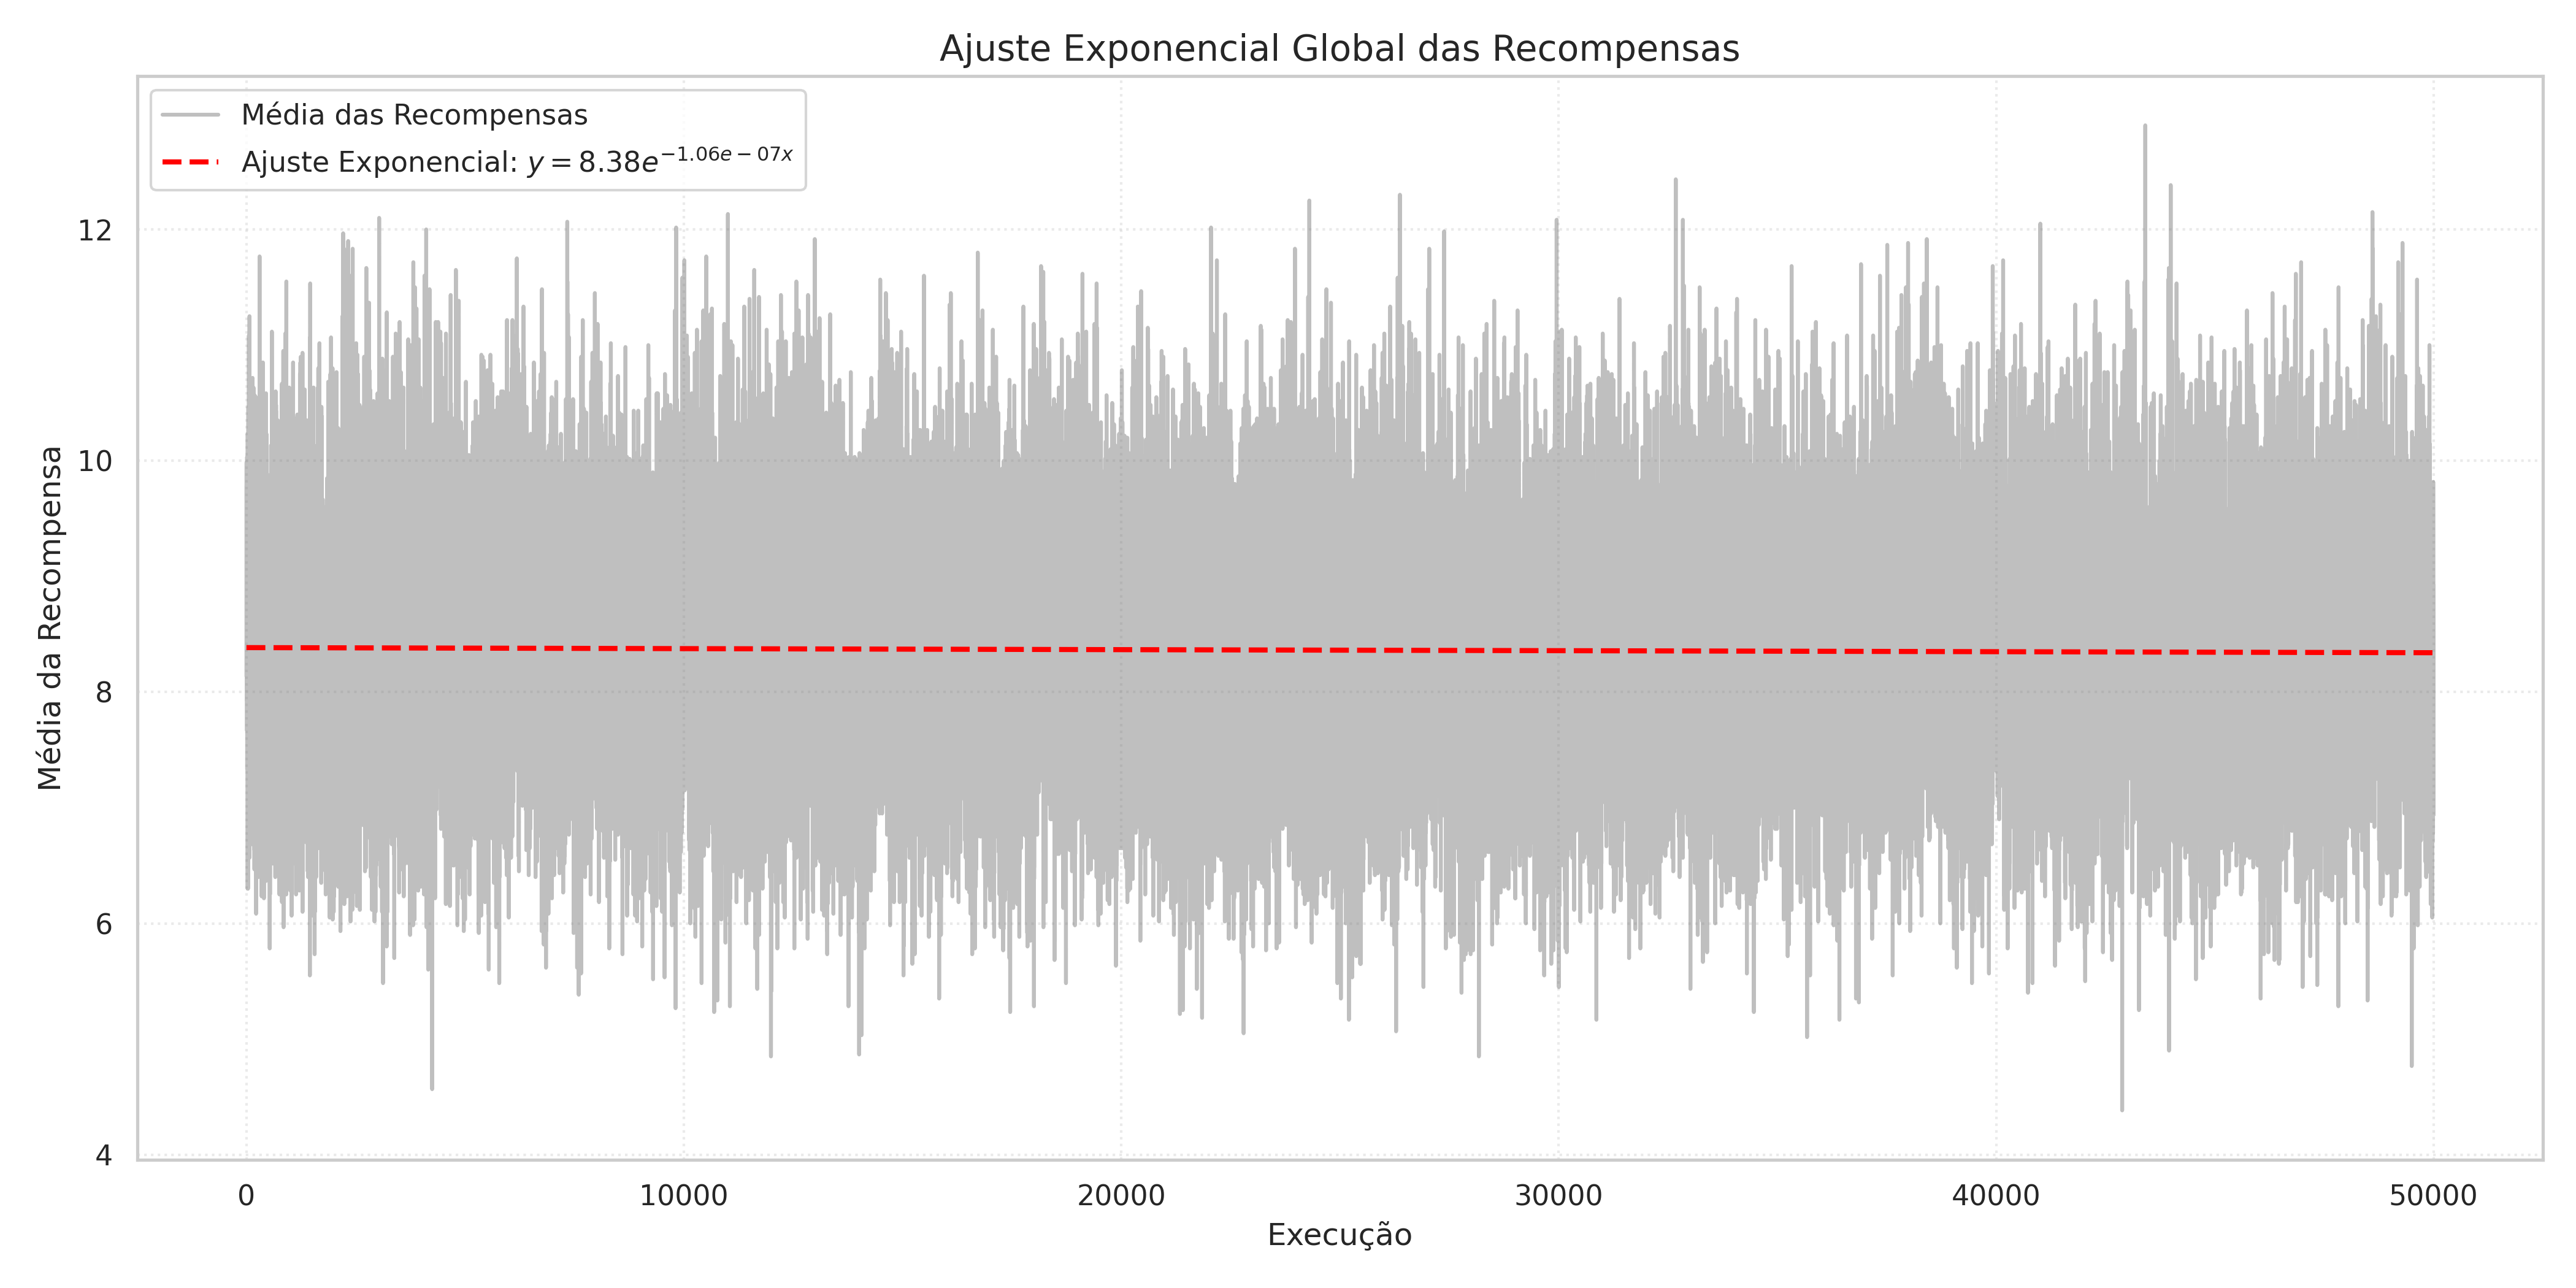 Ajuste Exponencial Global das Recompensas
Média das Recompensas
Ajuste Exponencial: y = 8.38e^{-1.06e-07x}
Média da Recompensa
12
10
8
6
4
0 10000 20000 30000 40000 50000
Execução